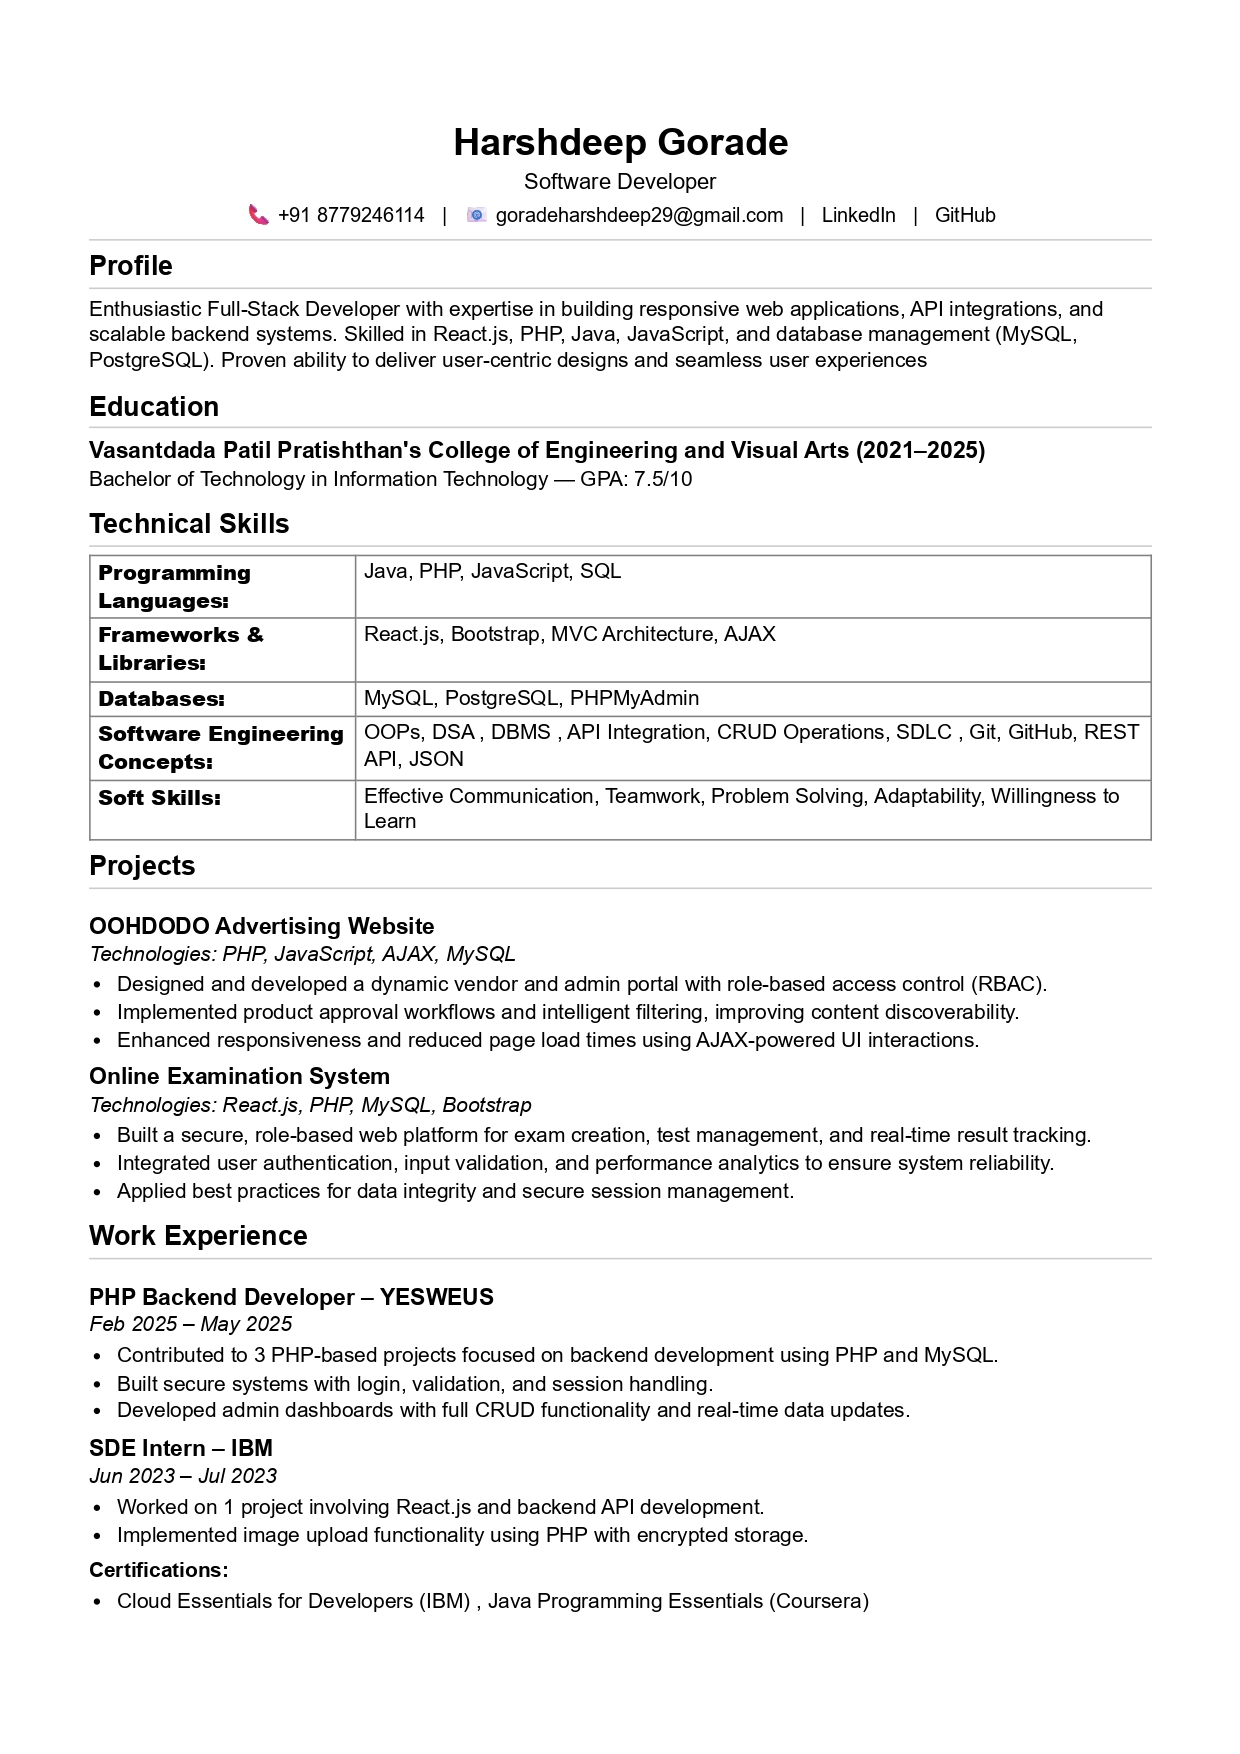 Harshdeep Gorade
Software Developer
+91 8779246114 | goradeharshdeep29@gmail.com | LinkedIn | GitHub
Profile
Enthusiastic Full-Stack Developer with expertise in building responsive web applications, API integrations, and
scalable backend systems. Skilled in React.js, PHP, Java, JavaScript, and database management (MySQL,
PostgreSQL). Proven ability to deliver user-centric designs and seamless user experiences
Education
Vasantdada Patil Pratishthan's College of Engineering and Visual Arts (2021–2025)
Bachelor of Technology in Information Technology — GPA: 7.5/10
Technical Skills
Programming
Languages:
Java, PHP, JavaScript, SQL
Frameworks &
Libraries:
React.js, Bootstrap, MVC Architecture, AJAX
Databases:
MySQL, PostgreSQL, PHPMyAdmin
Software Engineering
Concepts:
OOPs, DSA , DBMS , API Integration, CRUD Operations, SDLC , Git, GitHub, REST
API, JSON
Soft Skills:
Effective Communication, Teamwork, Problem Solving, Adaptability, Willingness to
Learn
Projects
OOHDODO Advertising Website
Technologies: PHP, JavaScript, AJAX, MySQL
• Designed and developed a dynamic vendor and admin portal with role-based access control (RBAC).
• Implemented product approval workflows and intelligent filtering, improving content discoverability.
• Enhanced responsiveness and reduced page load times using AJAX-powered UI interactions.
Online Examination System
Technologies: React.js, PHP, MySQL, Bootstrap
• Built a secure, role-based web platform for exam creation, test management, and real-time result tracking.
• Integrated user authentication, input validation, and performance analytics to ensure system reliability.
• Applied best practices for data integrity and secure session management.
Work Experience
PHP Backend Developer – YESWEUS
Feb 2025 – May 2025
• Contributed to 3 PHP-based projects focused on backend development using PHP and MySQL.
• Built secure systems with login, validation, and session handling.
• Developed admin dashboards with full CRUD functionality and real-time data updates.
SDE Intern – IBM
Jun 2023 – Jul 2023
• Worked on 1 project involving React.js and backend API development.
• Implemented image upload functionality using PHP with encrypted storage.
Certifications:
• Cloud Essentials for Developers (IBM) , Java Programming Essentials (Coursera)